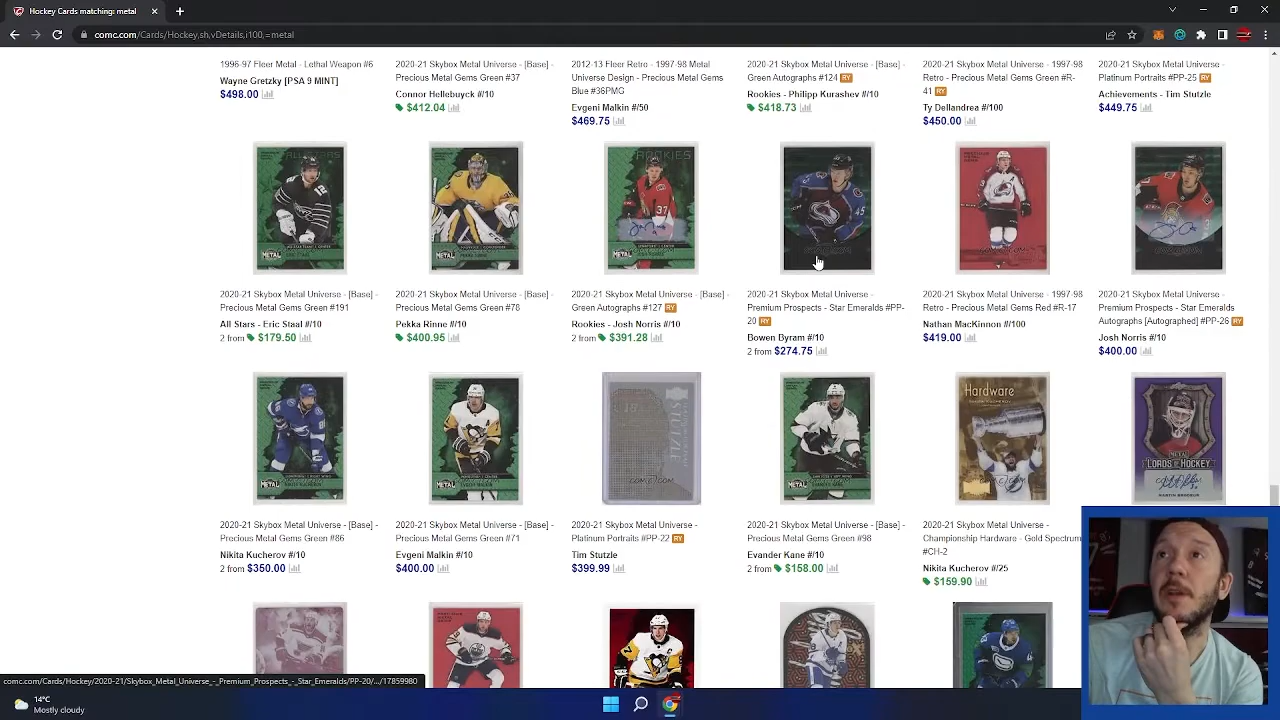 Hockey Cards matching: metal
comc.com/Cards/Hockey,sh,vDetails,i100,=metal
1996-97 Fleer Metal - Lethal Weapon #6
Wayne Gretzky [PSA 9 MINT]
$498.00
2020-21 Skybox Metal Universe - [Base] -
Precious Metal Gems Green #37
Connor Hellebuyck #/10
$412.04
2012-13 Fleer Retro - 1997-98 Metal
Universe Design - Precious Metal Gems
Blue #36PMG
Evgeni Malkin #/50
$469.75
2020-21 Skybox Metal Universe - [Base] -
Green Autographs #124 RY
Rookies - Philipp Kurashev #/10
$418.73
2020-21 Skybox Metal Universe - 1997-98
Retro - Precious Metal Gems Green #R-
41 RY
Ty Dellandrea #/100
$450.00
2020-21 Skybox Metal Universe -
Platinum Portraits #PP-25 RY
Achievements - Tim Stutzle
$449.75
2020-21 Skybox Metal Universe - [Base] -
Precious Metal Gems Green #191
All Stars - Eric Staal #/10
2 from $179.50
2020-21 Skybox Metal Universe - [Base] -
Precious Metal Gems Green #78
Pekka Rinne #/10
$400.95
2020-21 Skybox Metal Universe - [Base] -
Green Autographs #127 RY
Rookies - Josh Norris #/10
2 from $391.28
2020-21 Skybox Metal Universe -
Premium Prospects - Star Emeralds #PP-
20 RY
Bowen Byram #/10
2 from $274.75
2020-21 Skybox Metal Universe - 1997-98
Retro - Precious Metal Gems Red #R-17
Nathan MacKinnon #/100
$419.00
2020-21 Skybox Metal Universe -
Premium Prospects - Star Emeralds
Autographs [Autographed] #PP-26 RY
Josh Norris #/10
$400.00
Hardware
LORDS OF HOCKEY
MARTIN BRODEUR
2020-21 Skybox Metal Universe - [Base] -
Precious Metal Gems Green #86
Nikita Kucherov #/10
2 from $350.00
2020-21 Skybox Metal Universe - [Base] -
Precious Metal Gems Green #71
Evgeni Malkin #/10
$400.00
2020-21 Skybox Metal Universe -
Platinum Portraits #PP-22 RY
Tim Stutzle
$399.99
2020-21 Skybox Metal Universe - [Base] -
Precious Metal Gems Green #98
Evander Kane #/10
2 from $158.00
2020-21 Skybox Metal Universe -
Championship Hardware - Gold Spectrum
#CH-2
Nikita Kucherov #/25
$159.90
comc.com/Cards/Hockey/2020-21/Skybox_Metal_Universe_-_Premium_Prospects_-_Star_Emeralds/PP-20/.../17859980
14°C
Mostly cloudy